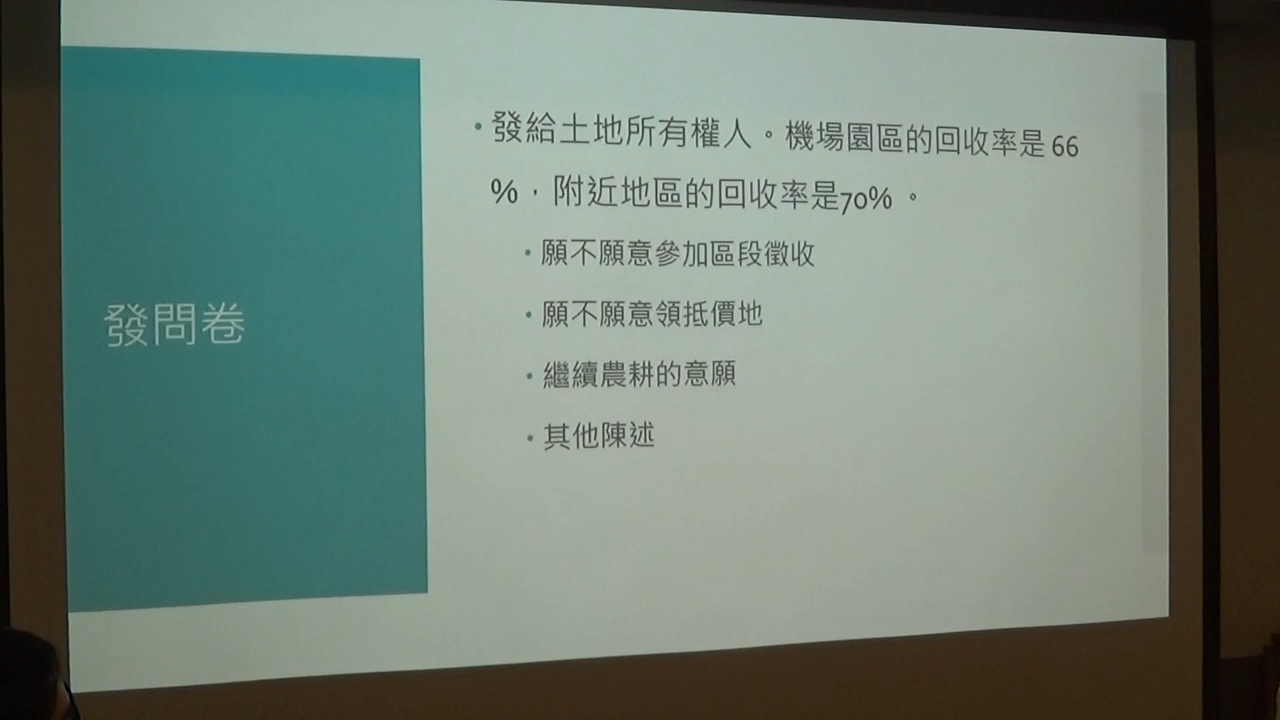 發問卷
• 發給土地所有權人。機場園區的回收率是 66
%，附近地區的回收率是70% 。
• 願不願意參加區段徵收
• 願不願意領抵價地
• 繼續農耕的意願
• 其他陳述